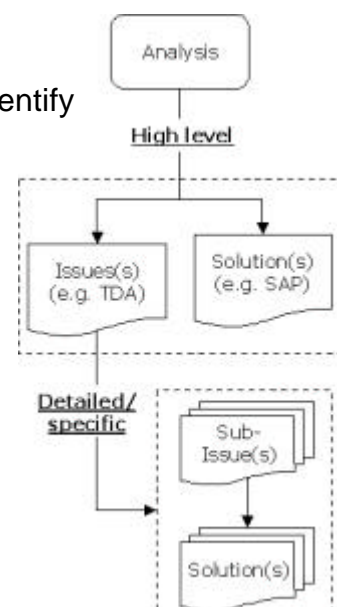 Analysis
entify
High level
Issues(s)
(e.g. TDA)
Solution(s)
(e.g. SAP)
Detailed/
specific
Sub-
Issue(s)
Solution(s)